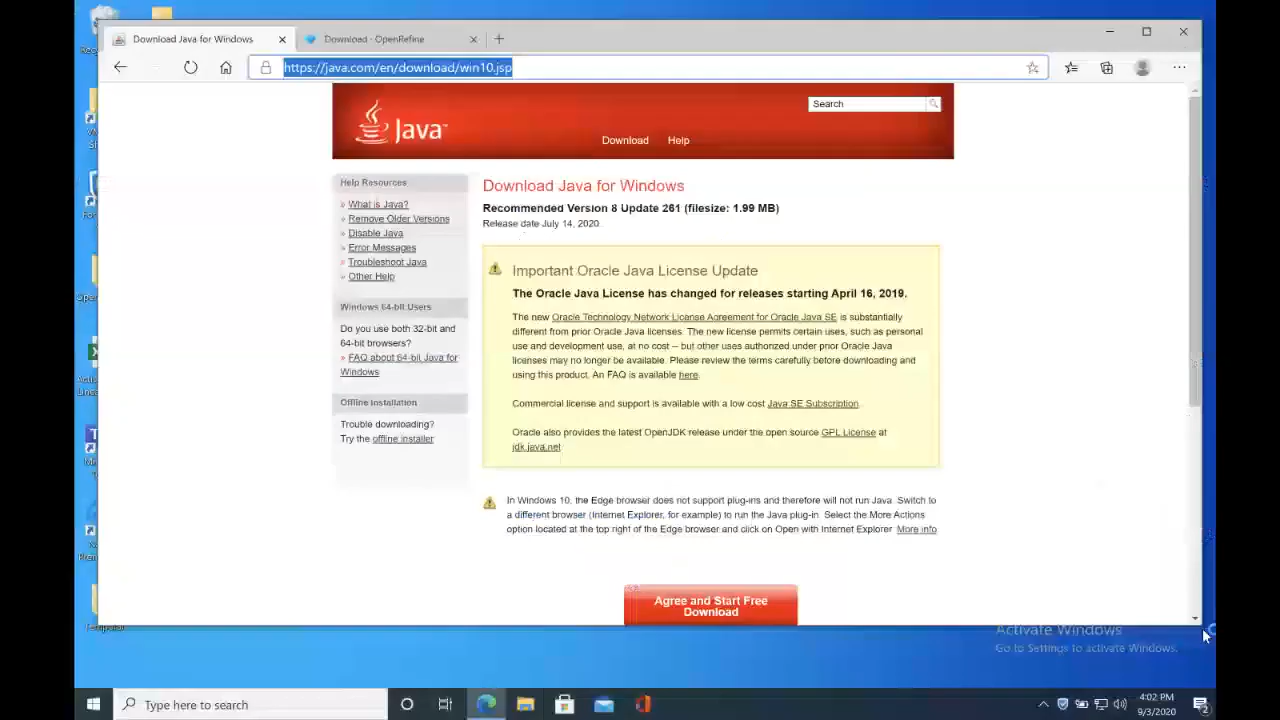 Download Java for Windows
Download - OpenRefine
https://java.com/en/download/win10.jsp
Java™
Search
Download
Help
Help Resources
» What is Java?
» Remove Older Versions
» Disable Java
» Error Messages
» Troubleshoot Java
» Other Help
Windows 64-bit Users
Do you use both 32-bit and
64-bit browsers?
» FAQ about 64-bit Java for
Windows
Offline Installation
Trouble downloading?
Try the offline installer
Download Java for Windows
Recommended Version 8 Update 261 (filesize: 1.99 MB)
Release date July 14, 2020
Important Oracle Java License Update
The Oracle Java License has changed for releases starting April 16, 2019.
The new Oracle Technology Network License Agreement for Oracle Java SE is substantially
different from prior Oracle Java licenses. The new license permits certain uses, such as personal
use and development use, at no cost -- but other uses authorized under prior Oracle Java
licenses may no longer be available. Please review the terms carefully before downloading and
using this product. An FAQ is available here.
Commercial license and support is available with a low cost Java SE Subscription.
Oracle also provides the latest OpenJDK release under the open source GPL License at
jdk.java.net
In Windows 10, the Edge browser does not support plug-ins and therefore will not run Java. Switch to
a different browser (Internet Explorer, for example) to run the Java plug-in. Select the More Actions
option located at the top right of the Edge browser and click on Open with Internet Explorer More info
Agree and Start Free
Download
Activate Windows
Go to Settings to activate Windows.
Type here to search
4:02 PM
9/3/2020
2